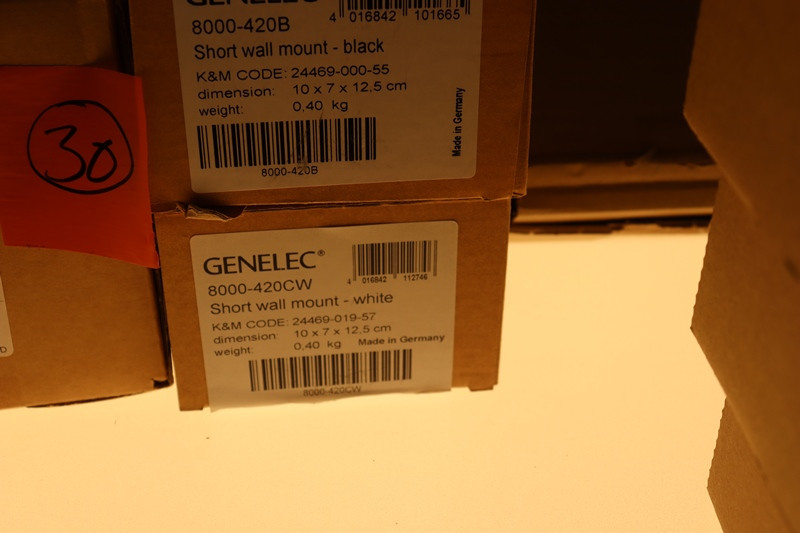 GENELEC
8000-420B
4 016842 101665
Short wall mount - black
K&M CODE: 24469-000-55
dimension: 10 x 7 x 12,5 cm
weight: 0,40 kg
Made in Germany
8000-420B
30
GENELEC®
8000-420CW
4 016842 112746
Short wall mount - white
K&M CODE: 24469-019-57
dimension: 10 x 7 x 12,5 cm
weight: 0,40 kg Made in Germany
8000-420CW
D